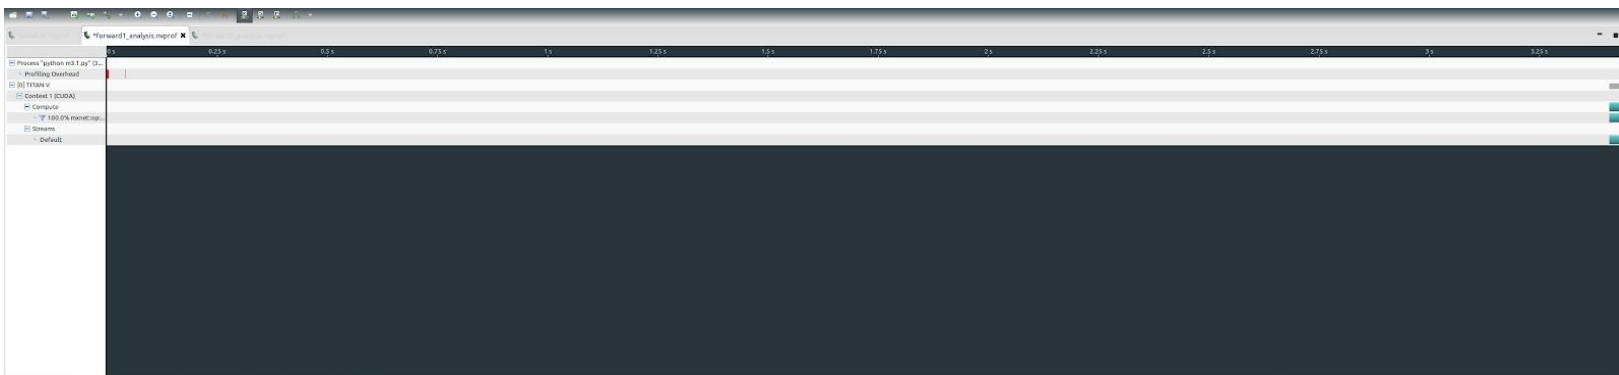 *forward1_analysis.nvprof
0 s 0.25 s 0.5 s 0.75 s 1 s 1.25 s 1.5 s 1.75 s 2 s 2.25 s 2.5 s 2.75 s 3 s 3.25 s
Process "python m3.1.py" (3...
Profiling Overhead
[0] TITAN V
Context 1 (CUDA)
Compute
100.0% mxnet::op:...
Streams
Default